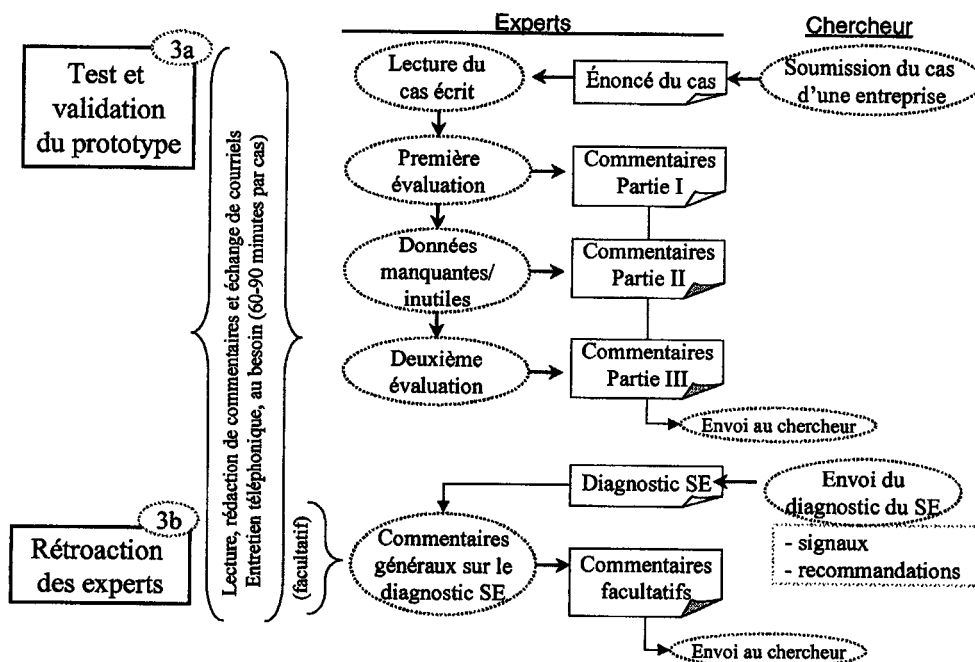 Experts
Chercheur
3a
Test et
validation
du prototype
Lecture, rédaction de commentaires et échange de courriels
Entretien téléphonique, au besoin (60-90 minutes par cas)
Lecture du
cas écrit
Énoncé du cas
Soumission du cas
d'une entreprise
Première
évaluation
Commentaires
Partie I
Données
manquantes/
inutiles
Commentaires
Partie II
Deuxième
évaluation
Commentaires
Partie III
Envoi au chercheur
3b
Rétroaction
des experts
(facultatif)
Diagnostic SE
Envoi du
diagnostic du SE
- signaux
- recommandations
Commentaires
généraux sur le
diagnostic SE
Commentaires
facultatifs
Envoi au chercheur